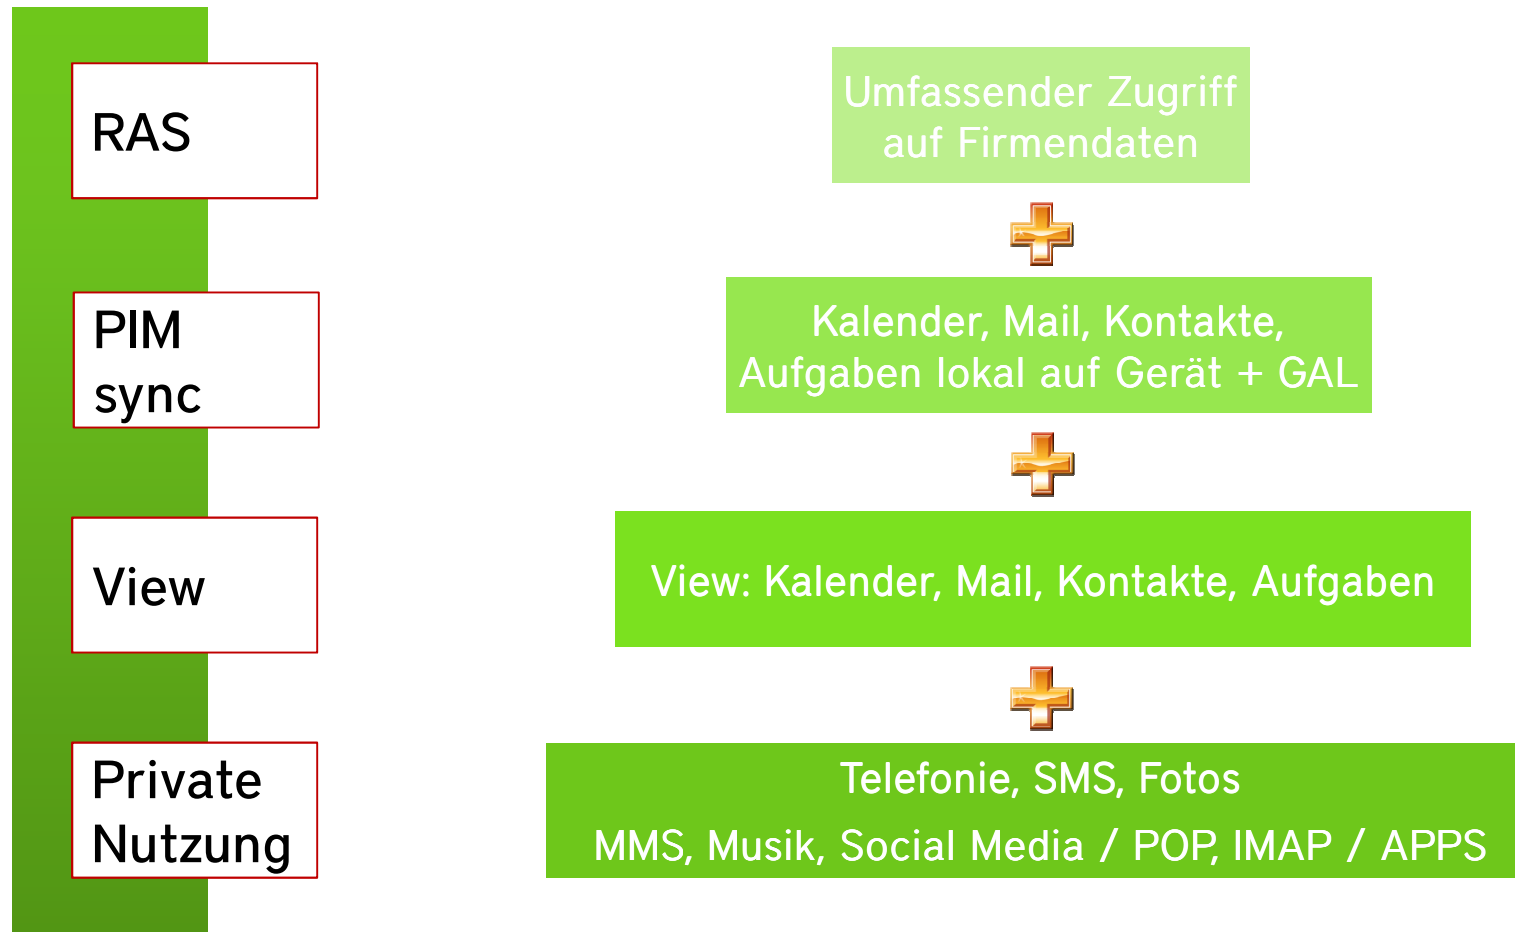 RAS
Umfassender Zugriff
auf Firmendaten
PIM
sync
Kalender, Mail, Kontakte,
Aufgaben lokal auf Gerät + GAL
View
View: Kalender, Mail, Kontakte, Aufgaben
Private
Nutzung
Telefonie, SMS, Fotos
MMS, Musik, Social Media / POP, IMAP / APPS